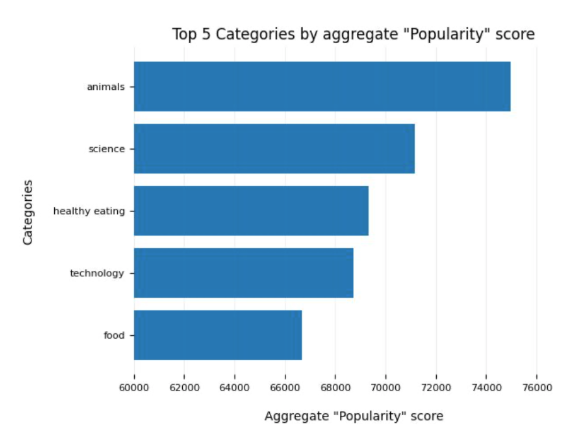 Top 5 Categories by aggregate "Popularity" score
animals
science
healthy eating
technology
food
Categories
60000 62000 64000 66000 68000 70000 72000 74000 76000
Aggregate "Popularity" score